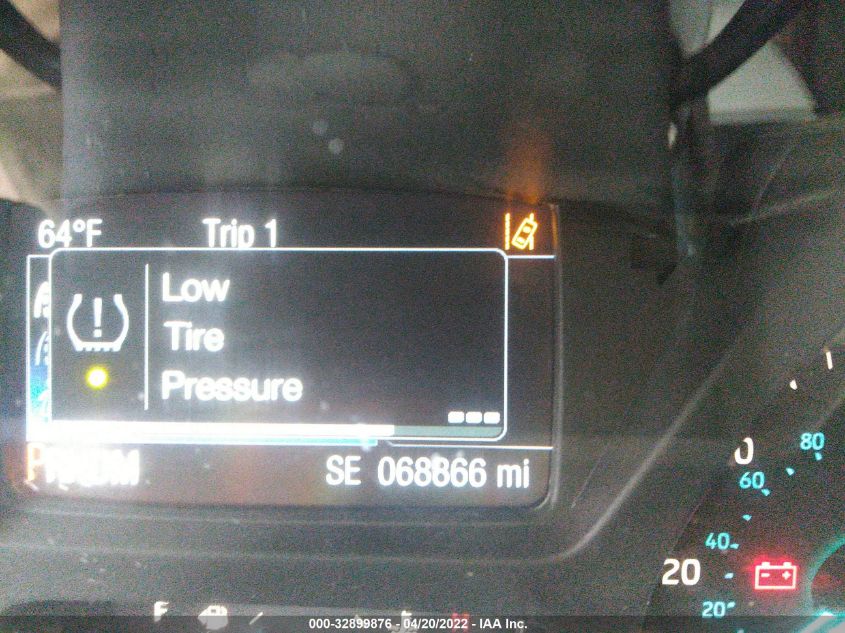 64°F Trip 1
Low
Tire
Pressure
SE 068866 mi
0 80
60
40
20
20
F
000-32899876 - 04/20/2022 - IAA Inc.